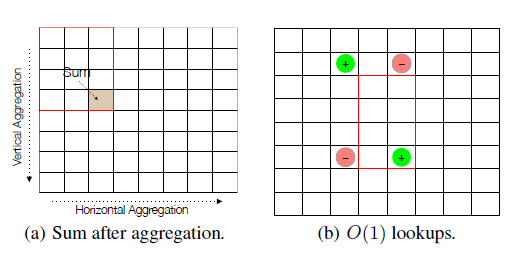 Sum
Vertical Aggregation
Horizontal Aggregation
(a) Sum after aggregation.
+ −
− +
(b) O(1) lookups.